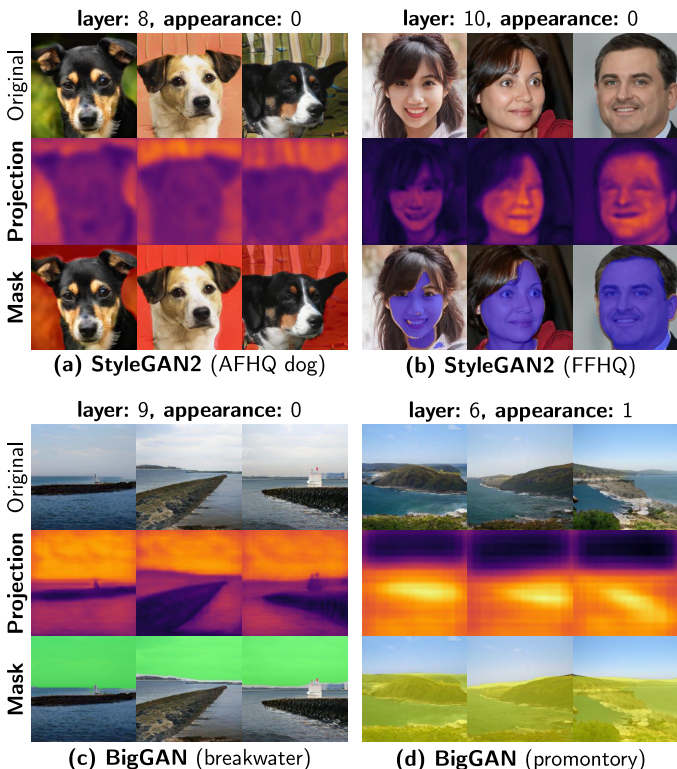 layer: 8, appearance: 0
layer: 10, appearance: 0
Original
Projection
Mask
(a) StyleGAN2 (AFHQ dog)
(b) StyleGAN2 (FFHQ)
layer: 9, appearance: 0
layer: 6, appearance: 1
Original
Projection
Mask
(c) BigGAN (breakwater)
(d) BigGAN (promontory)